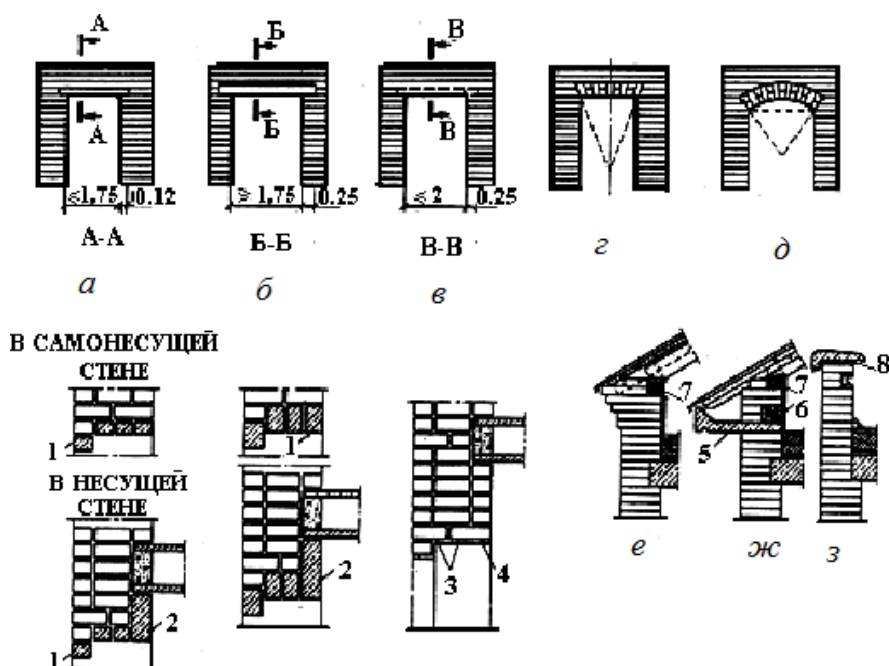 А Б В
А Б В
≤1,75 0.12 ≥ 1,75 0.25 ≤ 2 0.25
А-А Б-Б В-В
а б в г д
В САМОНЕСУЩЕЙ
СТЕНЕ
1
В НЕСУЩЕЙ
СТЕНЕ
2
1
1
2
3 4
7
7 8
6
5
е ж з